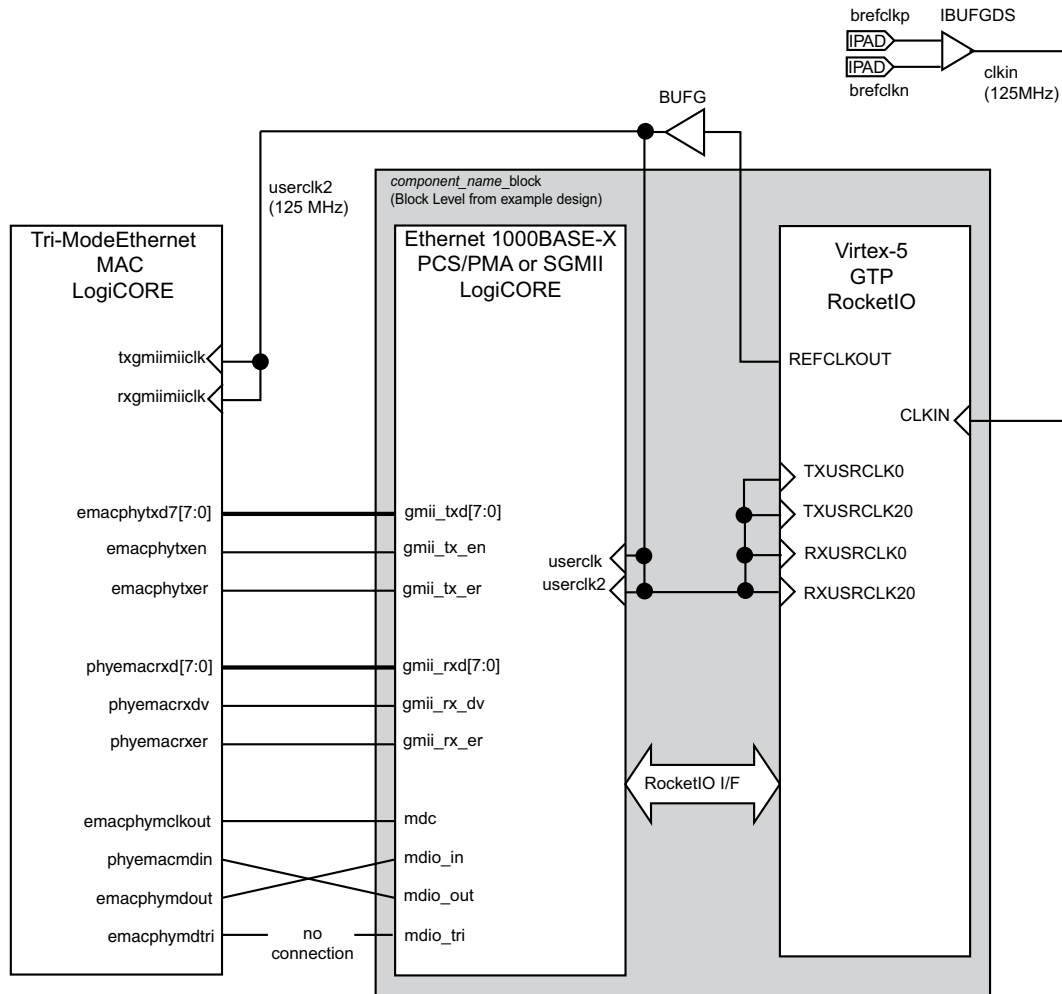 brefclkp
IBUFGDS
IPAD
IPAD
brefclkn
clkin
(125MHz)
BUFG
userclk2
(125 MHz)
component_name_block
(Block Level from example design)
Tri-ModeEthernet
MAC
LogiCORE
txgmiimiiclk
rxgmiimiiclk
emacphytxd7[7:0]
emacphytxen
emacphytxer
phyemacrxd[7:0]
phyemacrxdv
phyemacrxer
emacphymclkout
phyemacmdin
emacphymdout
emacphymdtri
no
connection
Ethernet 1000BASE-X
PCS/PMA or SGMII
LogiCORE
gmii_txd[7:0]
gmii_tx_en
gmii_tx_er
gmii_rxd[7:0]
gmii_rx_dv
gmii_rx_er
mdc
mdio_in
mdio_out
mdio_tri
userclk
userclk2
RocketIO I/F
Virtex-5
GTP
RocketIO
REFCLKOUT
CLKIN
TXUSRCLK0
TXUSRCLK20
RXUSRCLK0
RXUSRCLK20